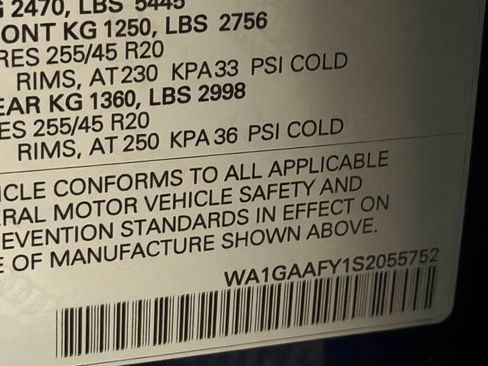 G 2470, LBS 5445
ONT KG 1250, LBS 2756
RES 255/45 R20
RIMS, AT 230 KPA 33 PSI COLD
EAR KG 1360, LBS 2998
ES 255/45 R20
RIMS, AT 250 KPA 36 PSI COLD
ICLE CONFORMS TO ALL APPLICABLE
ERAL MOTOR VEHICLE SAFETY AND
EVENTION STANDARDS IN EFFECT ON
E OF MANUFACTURE SHOWN ABOVE.
WA1GAAFY1S2055752